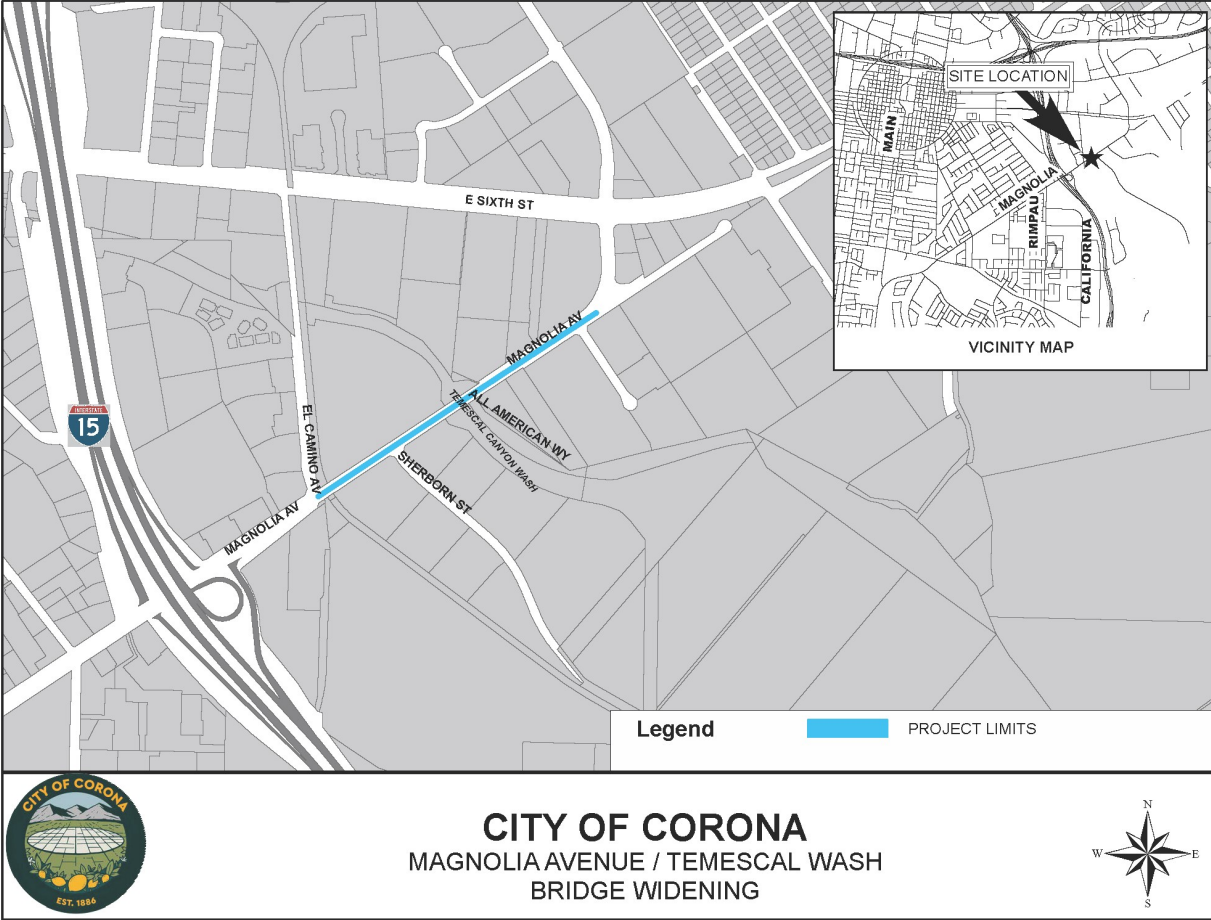 E SIXTH ST
MAGNOLIA AV
ALL AMERICAN WY
TEMESCAL CANYON WASH
SHERBORN ST
EL CAMINO AV
MAGNOLIA AV
INTERSTATE
15
SITE LOCATION
MAIN
MAGNOLIA
RIMPAU
CALIFORNIA
VICINITY MAP
Legend
PROJECT LIMITS
CITY OF CORONA
EST. 1886
CITY OF CORONA
MAGNOLIA AVENUE / TEMESCAL WASH
BRIDGE WIDENING
N
W
E
S